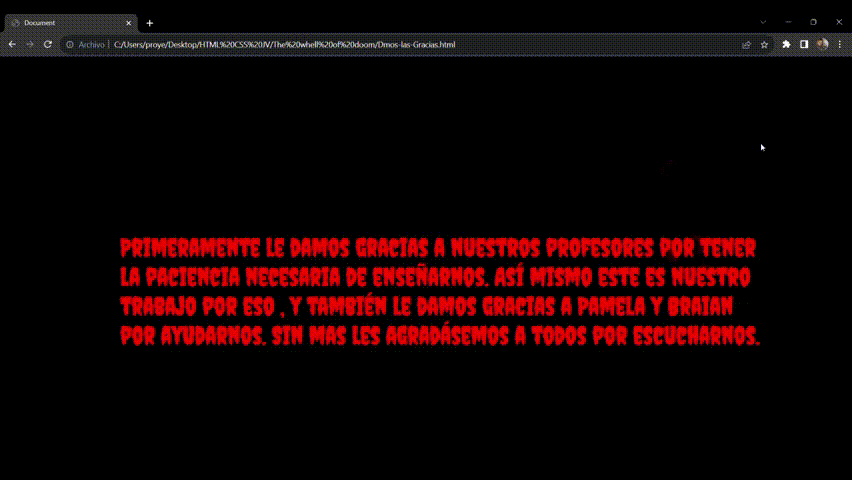 Document
Archivo C:/Users/proye/Desktop/HTML%20CSS%20JV/The%20whell%20of%20doom/Dmos-las-Gracias.html
PRIMERAMENTE LE DAMOS GRACIAS A NUESTROS PROFESORES POR TENER
LA PACIENCIA NECESARIA DE ENSEÑARNOS. ASÍ MISMO ESTE ES NUESTRO
TRABAJO POR ESO , Y TAMBIÉN LE DAMOS GRACIAS A PAMELA Y BRAIAN
POR AYUDARNOS. SIN MAS LES AGRADÁSEMOS A TODOS POR ESCUCHARNOS.